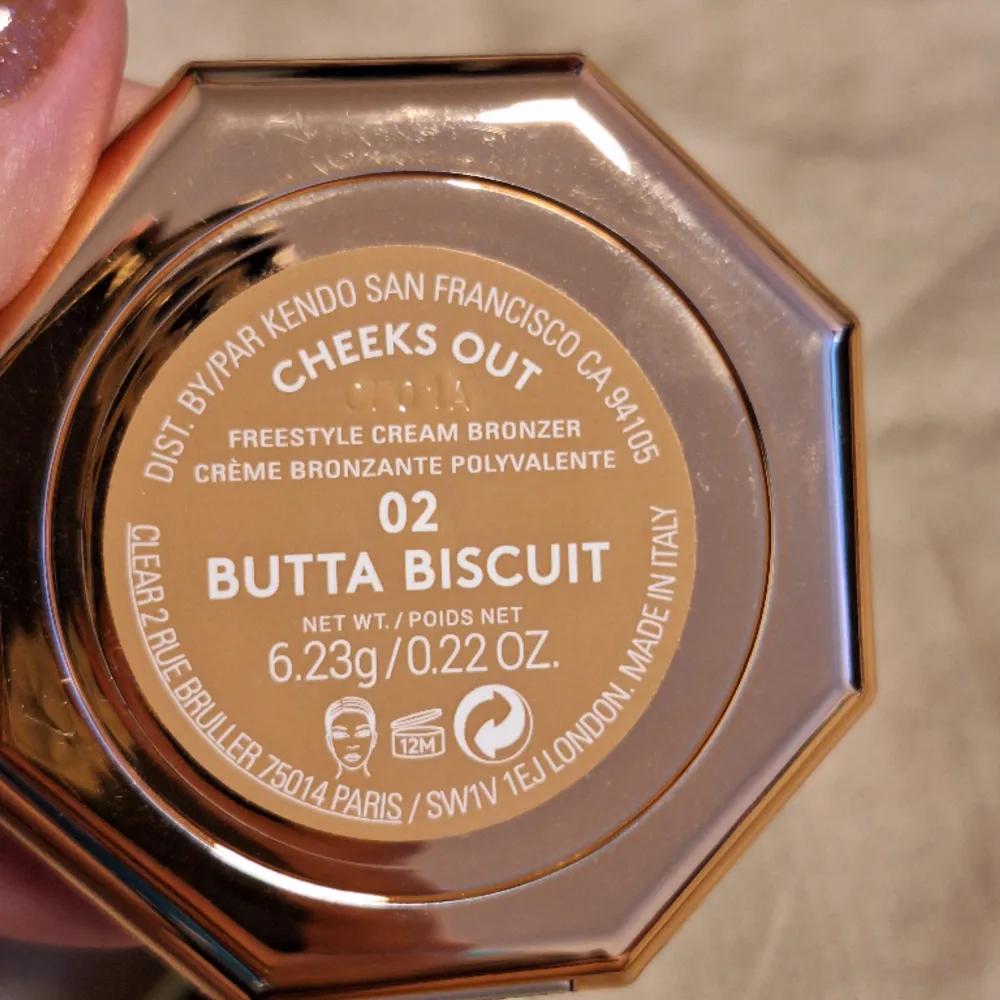 DIST. BY/PAR KENDO SAN FRANCISCO CA 94105
CHEEKS OUT
FREESTYLE CREAM BRONZER
CRÈME BRONZANTE POLYVALENTE
02
BUTTA BISCUIT
NET WT. / POIDS NET
6.23g/0.22 OZ.
12M
CLEAR 2 RUE BRULLER 75014 PARIS / SW1V 1EJ LONDON. MADE IN ITALY